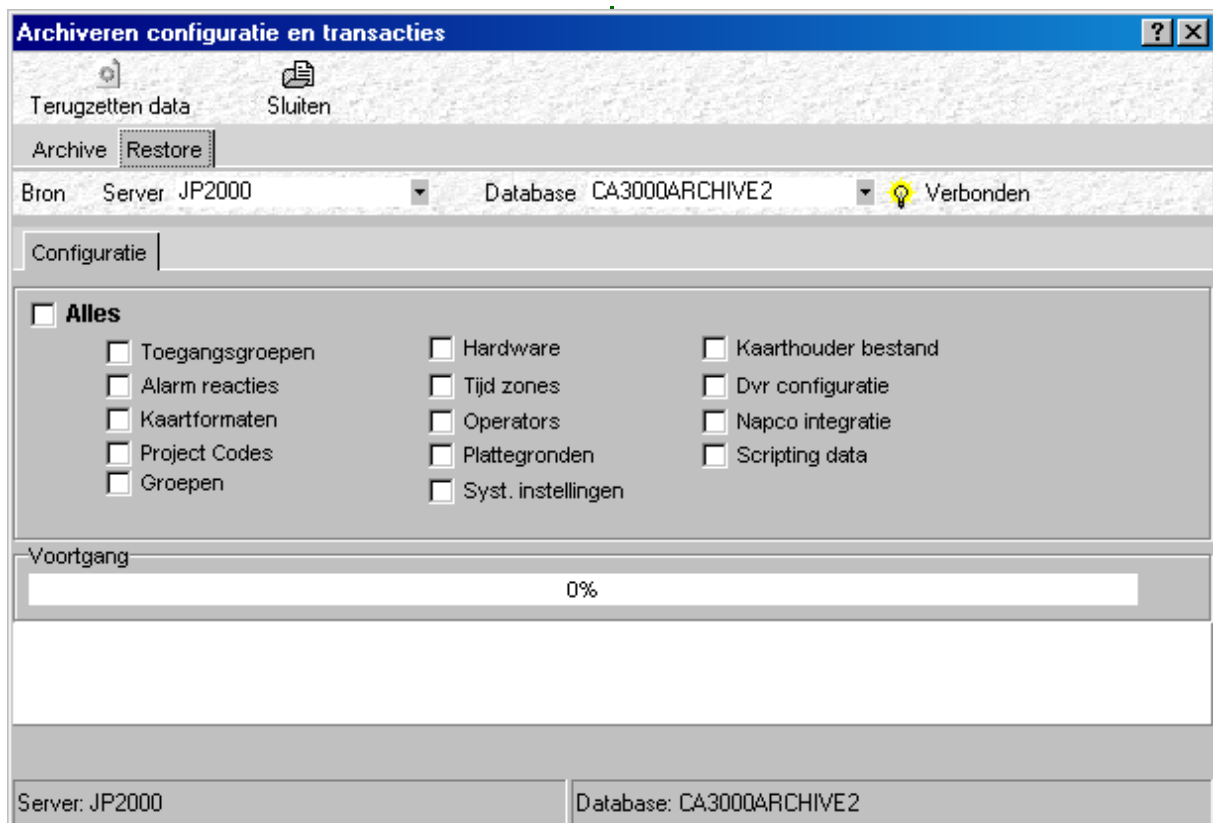 Archiveren configuratie en transacties
Terugzetten data Sluiten
Archive Restore
Bron Server JP2000 Database CA3000ARCHIVE2 Verbonden
Configuratie
Alles
Toegangsgroepen Hardware Kaarthouder bestand
Alarm reacties Tijd zones Dvr configuratie
Kaartformaten Operators Napco integratie
Project Codes Plattegronden Scripting data
Groepen Syst. instellingen
Voortgang
0%
Server: JP2000 Database: CA3000ARCHIVE2